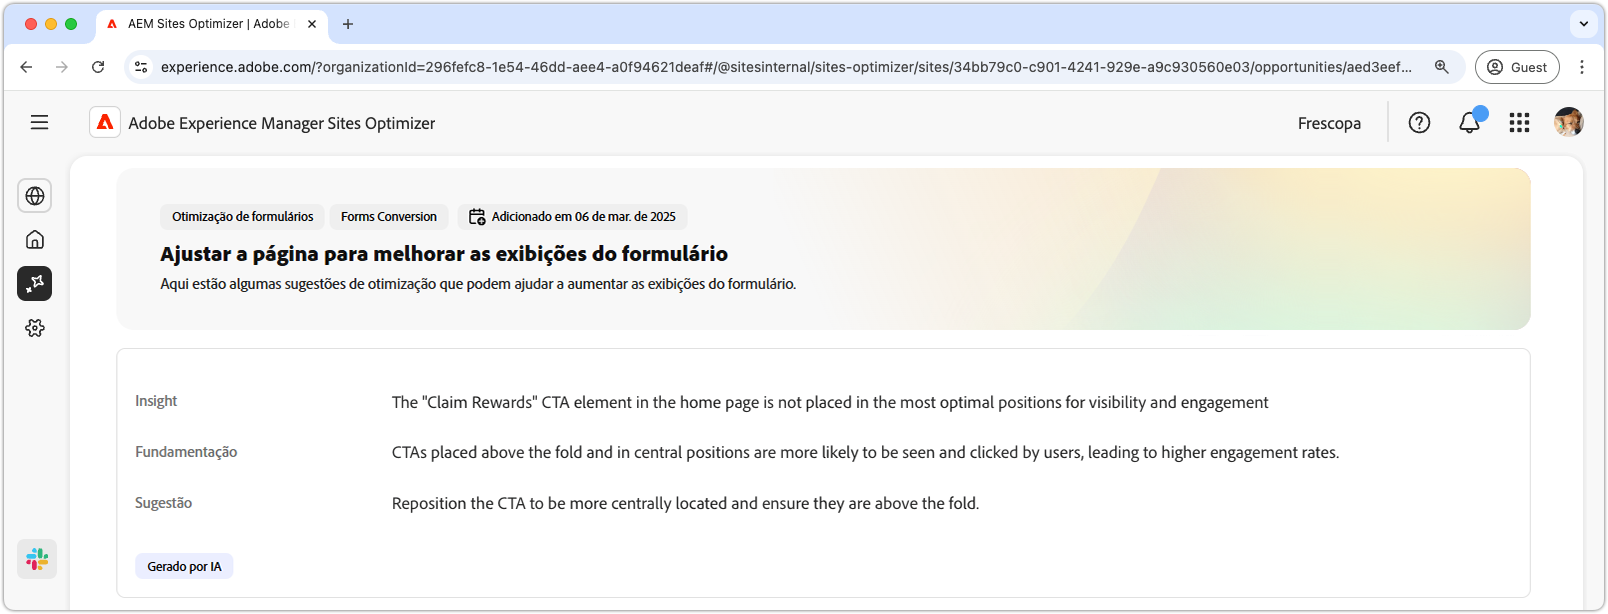 AEM Sites Optimizer | Adobe
experience.adobe.com/?organizationId=296fefc8-1e54-46dd-aee4-a0f94621deaf#/@sitesinternal/sites-optimizer/sites/34bb79c0-c901-4241-929e-a9c930560e03/opportunities/aed3eef...
Guest
Adobe Experience Manager Sites Optimizer
Frescopa
Otimização de formulários
Forms Conversion
Adicionado em 06 de mar. de 2025
Ajustar a página para melhorar as exibições do formulário
Aqui estão algumas sugestões de otimização que podem ajudar a aumentar as exibições do formulário.
Insight
The "Claim Rewards" CTA element in the home page is not placed in the most optimal positions for visibility and engagement
Fundamentação
CTAs placed above the fold and in central positions are more likely to be seen and clicked by users, leading to higher engagement rates.
Sugestão
Reposition the CTA to be more centrally located and ensure they are above the fold.
Gerado por IA